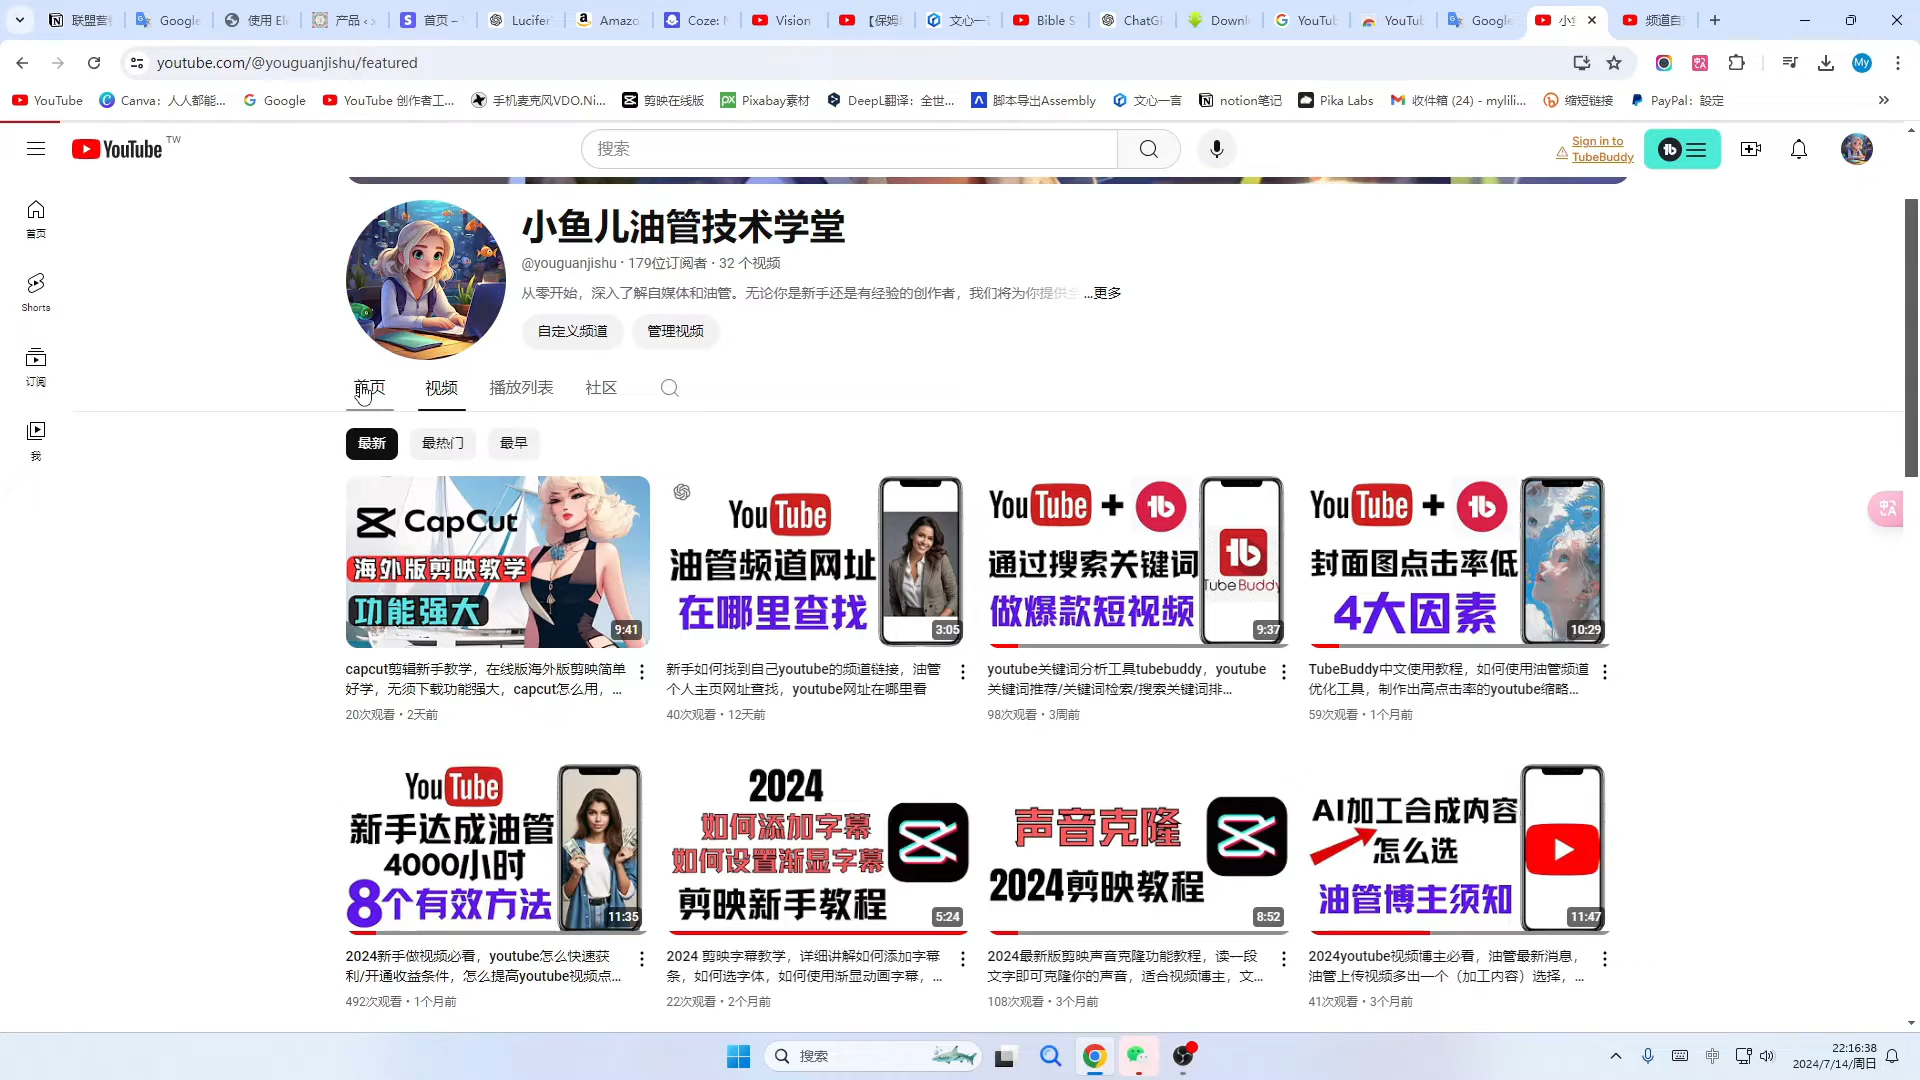 联盟营
Google
使用 Ele
产品 ‹ x
首页 –
Lucifer
Amazo
Coze: N
Vision
【保姆
文心一
Bible S
ChatG
Downl
YouTub
YouTub
Google
小鱼
频道自
youtube.com/@youguanjishu/featured
YouTube
Canva：人人都能...
Google
YouTube 创作者工...
手机麦克风VDO.Ni...
剪映在线版
Pixabay素材
DeepL翻译：全世...
脚本导出Assembly
文心一言
notion笔记
Pika Labs
收件箱 (24) - mylili...
缩短链接
PayPal：設定
My
YouTube TW
搜索
Sign in to
TubeBuddy
首页
Shorts
订阅
我
小鱼儿油管技术学堂
@youguanjishu · 179位订阅者 · 32 个视频
从零开始，深入了解自媒体和油管。无论你是新手还是有经验的创作者，我们将为你提供全 ...更多
自定义频道
管理视频
首页
视频
播放列表
社区
最新
最热门
最早
CapCut
海外版剪映教学
功能强大
9:41
YouTube
油管频道网址
在哪里查找
3:05
YouTube +
通过搜索关键词
做爆款短视频
TubeBuddy
9:37
YouTube +
封面图点击率低
4大因素
10:29
capcut剪辑新手教学，在线版海外版剪映简单
好学，无须下载功能强大，capcut怎么用，...
20次观看 • 2天前
新手如何找到自己youtube的频道链接，油管
个人主页网址查找，youtube网址在哪里看
40次观看 • 12天前
youtube关键词分析工具tubebuddy，youtube
关键词推荐/关键词检索/搜索关键词排...
98次观看 • 3周前
TubeBuddy中文使用教程，如何使用油管频道
优化工具，制作出高点击率的youtube缩略...
59次观看 • 1个月前
YouTube
新手达成油管
4000小时
8个有效方法
11:35
2024
如何添加字幕
如何设置渐显字幕
剪映新手教程
5:24
声音克隆
2024剪映教程
8:52
AI加工合成内容
怎么选
油管博主须知
11:47
2024新手做视频必看，youtube怎么快速获
利/开通收益条件，怎么提高youtube视频点...
492次观看 • 1个月前
2024 剪映字幕教学，详细讲解如何添加字幕
条，如何选字体，如何使用渐显动画字幕，...
22次观看 • 2个月前
2024最新版剪映声音克隆功能教程，读一段
文字即可克隆你的声音，适合视频博主，文...
108次观看 • 3个月前
2024youtube视频博主必看，油管最新消息，
油管上传视频多出一个（加工内容）选择，...
41次观看 • 3个月前
搜索
中
22:16:38
2024/7/14/周日